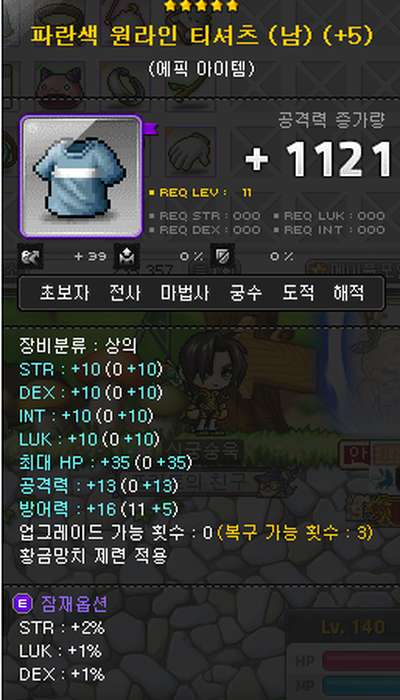 파란색 원라인 티셔츠 (남) (+5)
(에픽 아이템)
공격력 증가량
+ 1121
REQ LEV : 11
REQ STR : 000 REQ LUK : 000
REQ DEX : 000 REQ INT : 000
+ 39 0 % 0 %
초보자 전사 마법사 궁수 도적 해적
장비분류 : 상의
STR : +10 (0 +10)
DEX : +10 (0 +10)
INT : +10 (0 +10)
LUK : +10 (0 +10)
최대 HP : +35 (0 +35)
공격력 : +13 (0 +13)
방어력 : +16 (11 +5)
업그레이드 가능 횟수 : 0 (복구 가능 횟수 : 3)
황금망치 제련 적용
E 잠재옵션
STR : +2%
LUK : +1%
DEX : +1%
Lv. 140
HP
MP